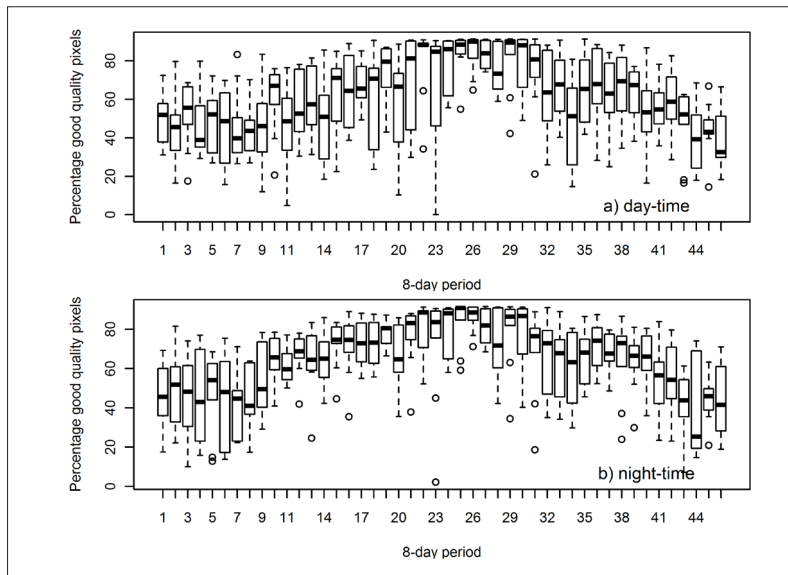 Percentage good quality pixels
80
60
40
20
0
a) day-time
1 3 5 7 9 11 14 17 20 23 26 29 32 35 38 41 44
8-day period
Percentage good quality pixels
80
60
40
20
0
b) night-time
1 3 5 7 9 11 14 17 20 23 26 29 32 35 38 41 44
8-day period